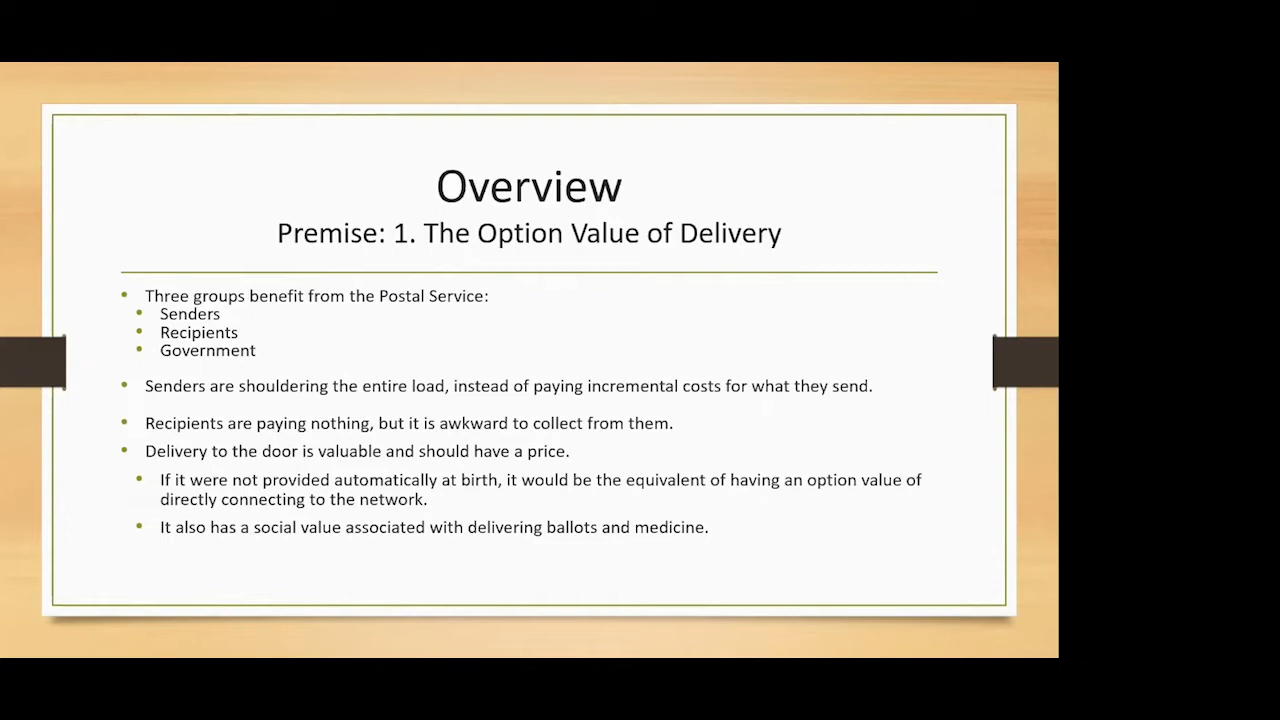 Overview
Premise: 1. The Option Value of Delivery
• Three groups benefit from the Postal Service:
• Senders
• Recipients
• Government
• Senders are shouldering the entire load, instead of paying incremental costs for what they send.
• Recipients are paying nothing, but it is awkward to collect from them.
• Delivery to the door is valuable and should have a price.
• If it were not provided automatically at birth, it would be the equivalent of having an option value of
directly connecting to the network.
• It also has a social value associated with delivering ballots and medicine.